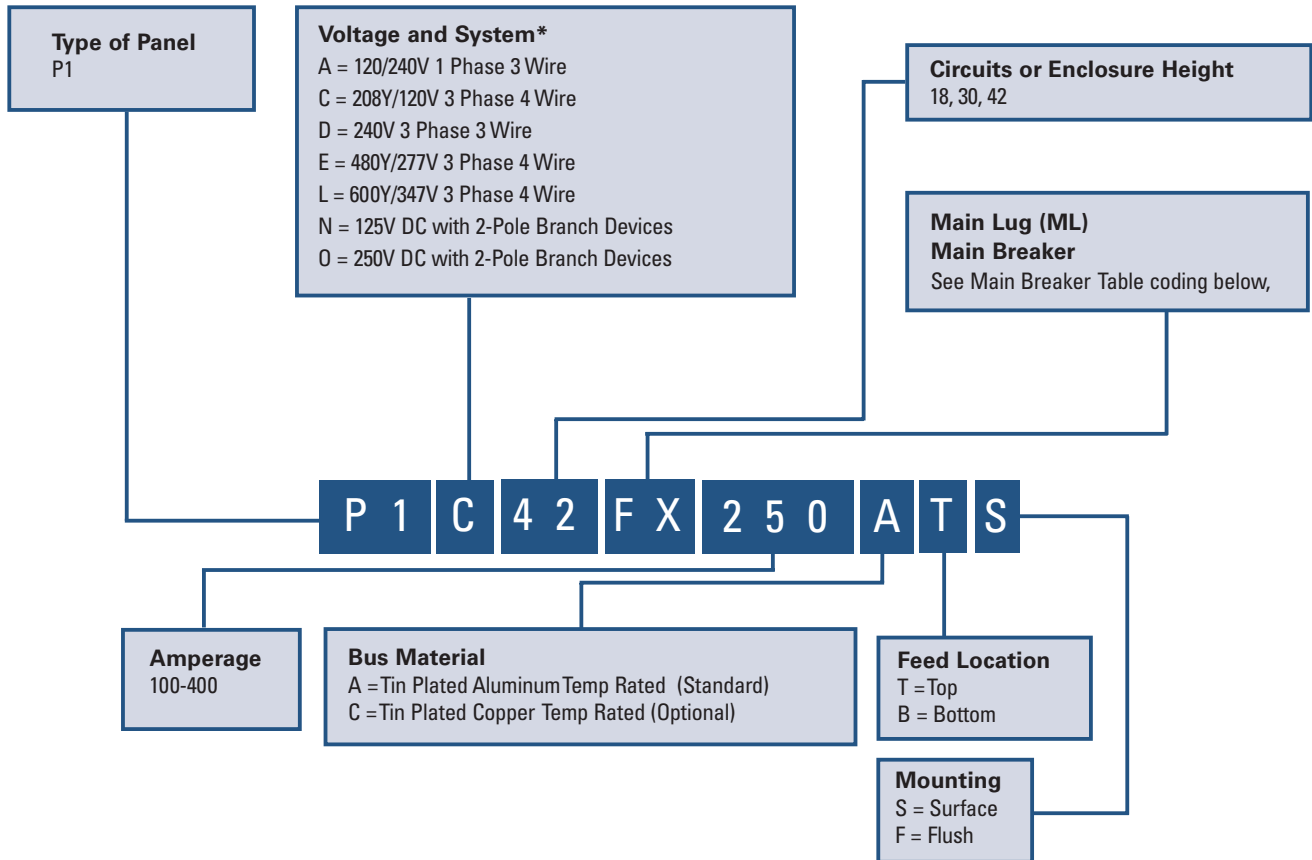 Type of Panel
P1
Voltage and System*
A = 120/240V 1 Phase 3 Wire
C = 208Y/120V 3 Phase 4 Wire
D = 240V 3 Phase 3 Wire
E = 480Y/277V 3 Phase 4 Wire
L = 600Y/347V 3 Phase 4 Wire
N = 125V DC with 2-Pole Branch Devices
O = 250V DC with 2-Pole Branch Devices
Circuits or Enclosure Height
18, 30, 42
Main Lug (ML)
Main Breaker
See Main Breaker Table coding below,
P 1 C 4 2 F X 2 5 0 A T S
Amperage
100-400
Bus Material
A = Tin Plated Aluminum Temp Rated (Standard)
C = Tin Plated Copper Temp Rated (Optional)
Feed Location
T = Top
B = Bottom
Mounting
S = Surface
F = Flush